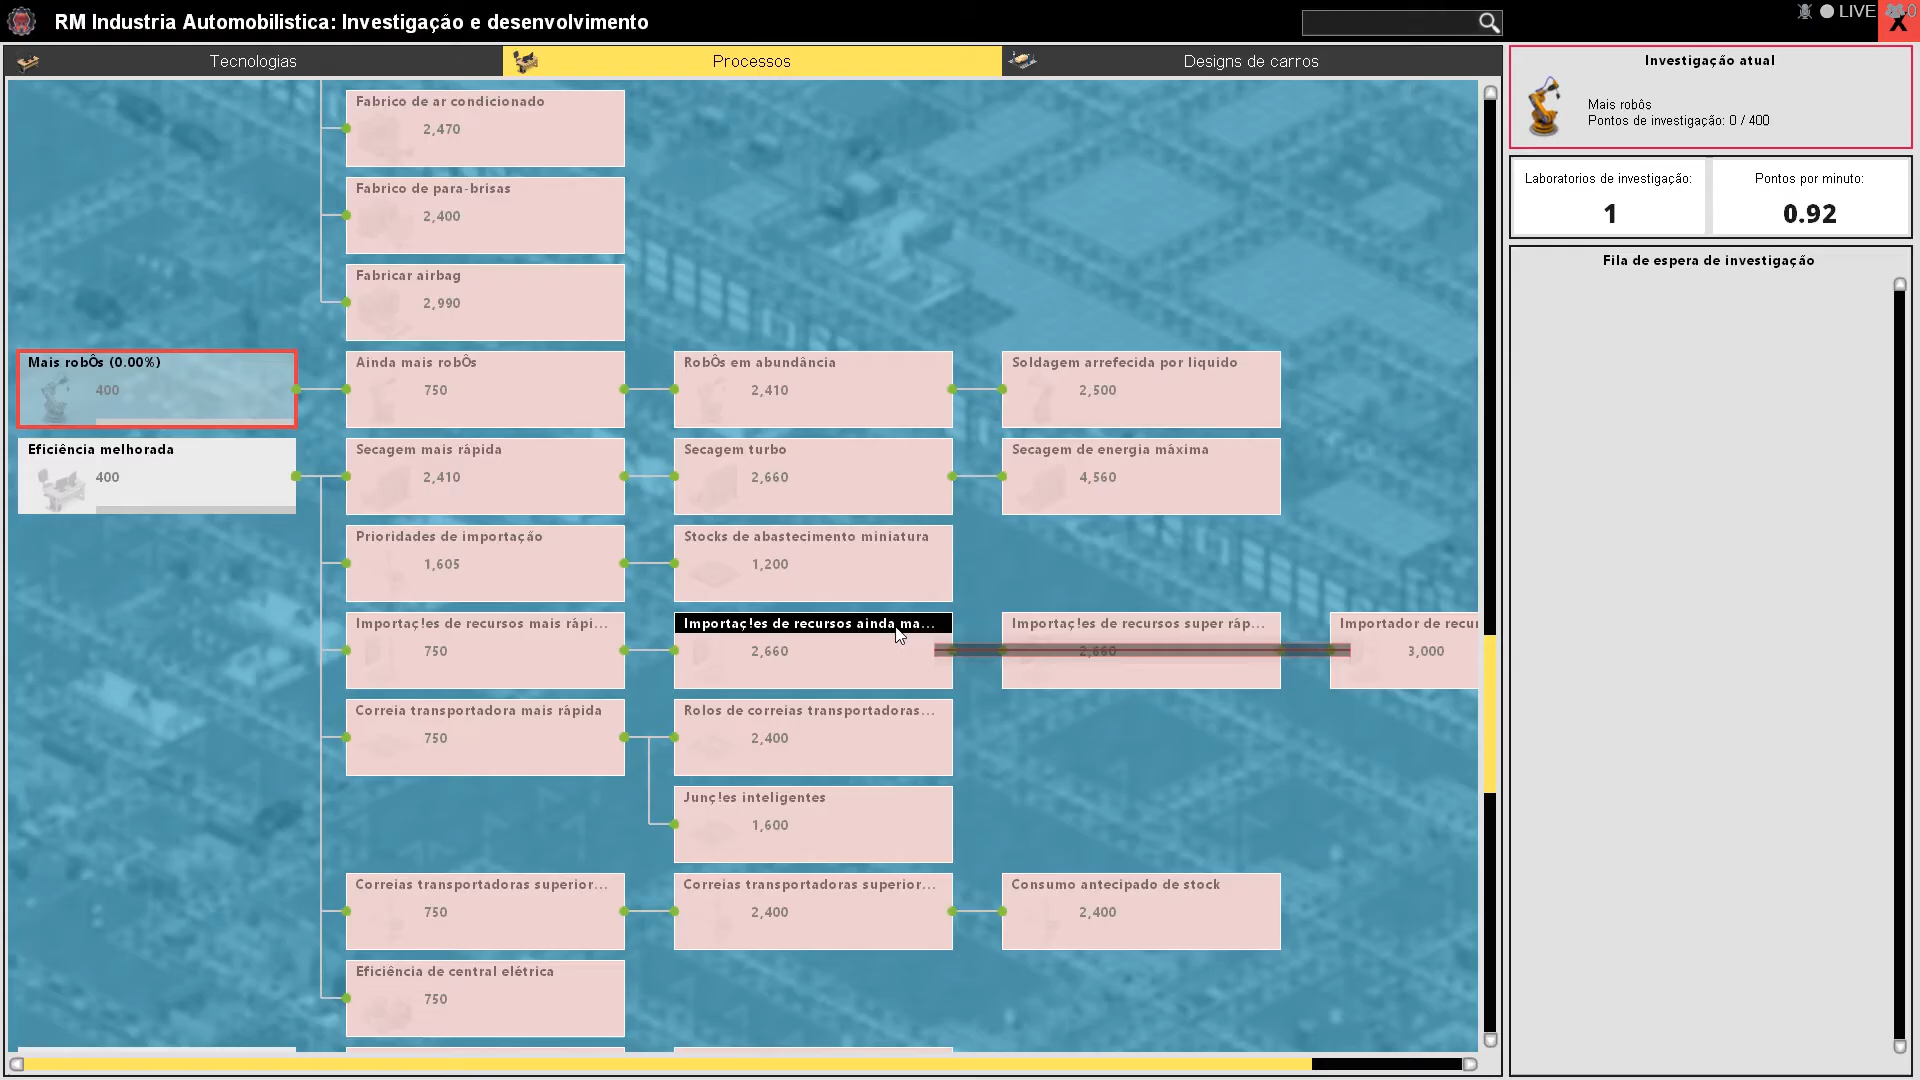 RM Industria Automobilistica: Investigação e desenvolvimento
LIVE
0
X
Tecnologias
Processos
Designs de carros
Fabrico de ar condicionado
2,470
Fabrico de para-brisas
2,400
Fabricar airbag
2,990
Mais robÔs (0.00%)
400
Ainda mais robÔs
750
RobÔs em abundância
2,410
Soldagem arrefecida por liquido
2,500
Eficiência melhorada
400
Secagem mais rápida
2,410
Secagem turbo
2,660
Secagem de energia máxima
4,560
Prioridades de importação
1,605
Stocks de abastecimento miniatura
1,200
Importaç!es de recursos mais rápi...
750
Importaç!es de recursos ainda ma...
2,660
Importaç!es de recursos super ráp...
2,660
Importador de recur
3,000
Correia transportadora mais rápida
750
Rolos de correias transportadoras...
2,400
Junç!es inteligentes
1,600
Correias transportadoras superior...
750
Correias transportadoras superior...
2,400
Consumo antecipado de stock
2,400
Eficiência de central elétrica
750
Investigação atual
Mais robôs
Pontos de investigação: 0 / 400
Laboratorios de investigação:
1
Pontos por minuto:
0.92
Fila de espera de investigação